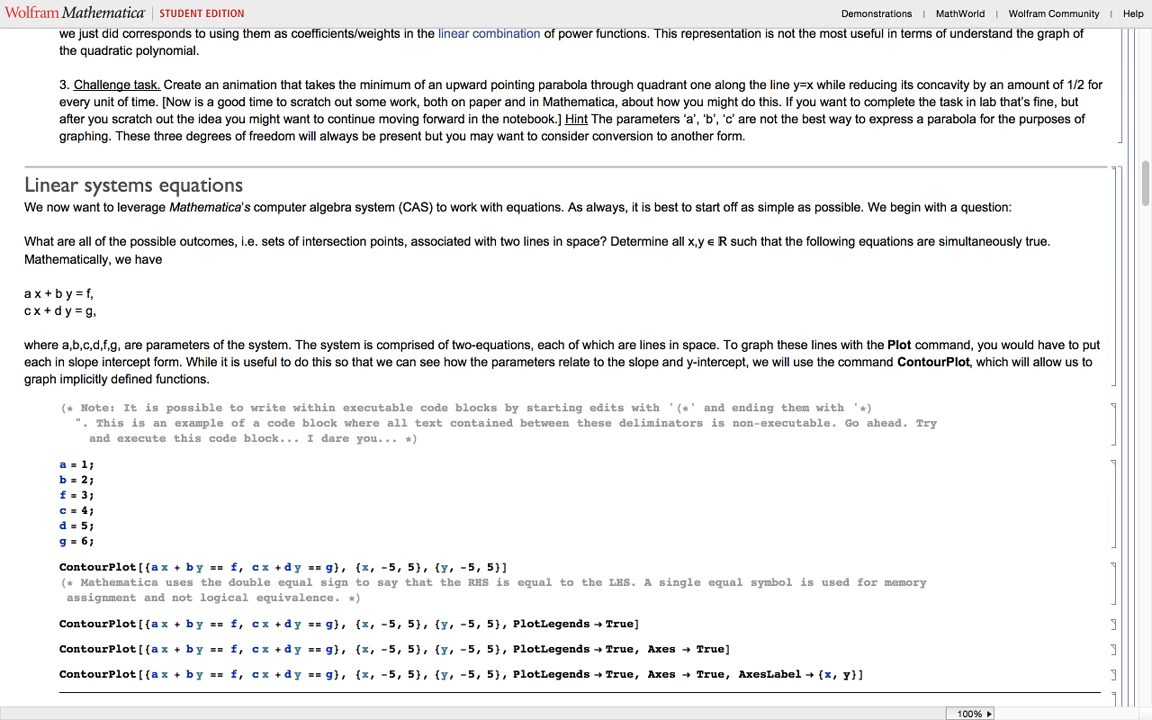 Wolfram Mathematica | STUDENT EDITION
Demonstrations | MathWorld | Wolfram Community | Help
we just did corresponds to using them as coefficients/weights in the linear combination of power functions. This representation is not the most useful in terms of understand the graph of
the quadratic polynomial.
3. Challenge task. Create an animation that takes the minimum of an upward pointing parabola through quadrant one along the line y=x while reducing its concavity by an amount of 1/2 for
every unit of time. [Now is a good time to scratch out some work, both on paper and in Mathematica, about how you might do this. If you want to complete the task in lab that's fine, but
after you scratch out the idea you might want to continue moving forward in the notebook.] Hint The parameters 'a', 'b', 'c' are not the best way to express a parabola for the purposes of
graphing. These three degrees of freedom will always be present but you may want to consider conversion to another form.
Linear systems equations
We now want to leverage Mathematica's computer algebra system (CAS) to work with equations. As always, it is best to start off as simple as possible. We begin with a question:
What are all of the possible outcomes, i.e. sets of intersection points, associated with two lines in space? Determine all x,y ∈ ℝ such that the following equations are simultaneously true.
Mathematically, we have
a x + b y = f,
c x + d y = g,
where a,b,c,d,f,g, are parameters of the system. The system is comprised of two-equations, each of which are lines in space. To graph these lines with the Plot command, you would have to put
each in slope intercept form. While it is useful to do this so that we can see how the parameters relate to the slope and y-intercept, we will use the command ContourPlot, which will allow us to
graph implicitly defined functions.
(* Note: It is possible to write within executable code blocks by starting edits with '(*' and ending them with '*)
". This is an example of a code block where all text contained between these deliminators is non-executable. Go ahead. Try
and execute this code block... I dare you... *)
a = 1;
b = 2;
f = 3;
c = 4;
d = 5;
g = 6;
ContourPlot[{a x + b y == f, c x + d y == g}, {x, -5, 5}, {y, -5, 5}]
(* Mathematica uses the double equal sign to say that the RHS is equal to the LHS. A single equal symbol is used for memory
assignment and not logical equivalence. *)
ContourPlot[{a x + b y == f, c x + d y == g}, {x, -5, 5}, {y, -5, 5}, PlotLegends → True]
ContourPlot[{a x + b y == f, c x + d y == g}, {x, -5, 5}, {y, -5, 5}, PlotLegends → True, Axes → True]
ContourPlot[{a x + b y == f, c x + d y == g}, {x, -5, 5}, {y, -5, 5}, PlotLegends → True, Axes → True, AxesLabel → {x, y}]
100% ▶